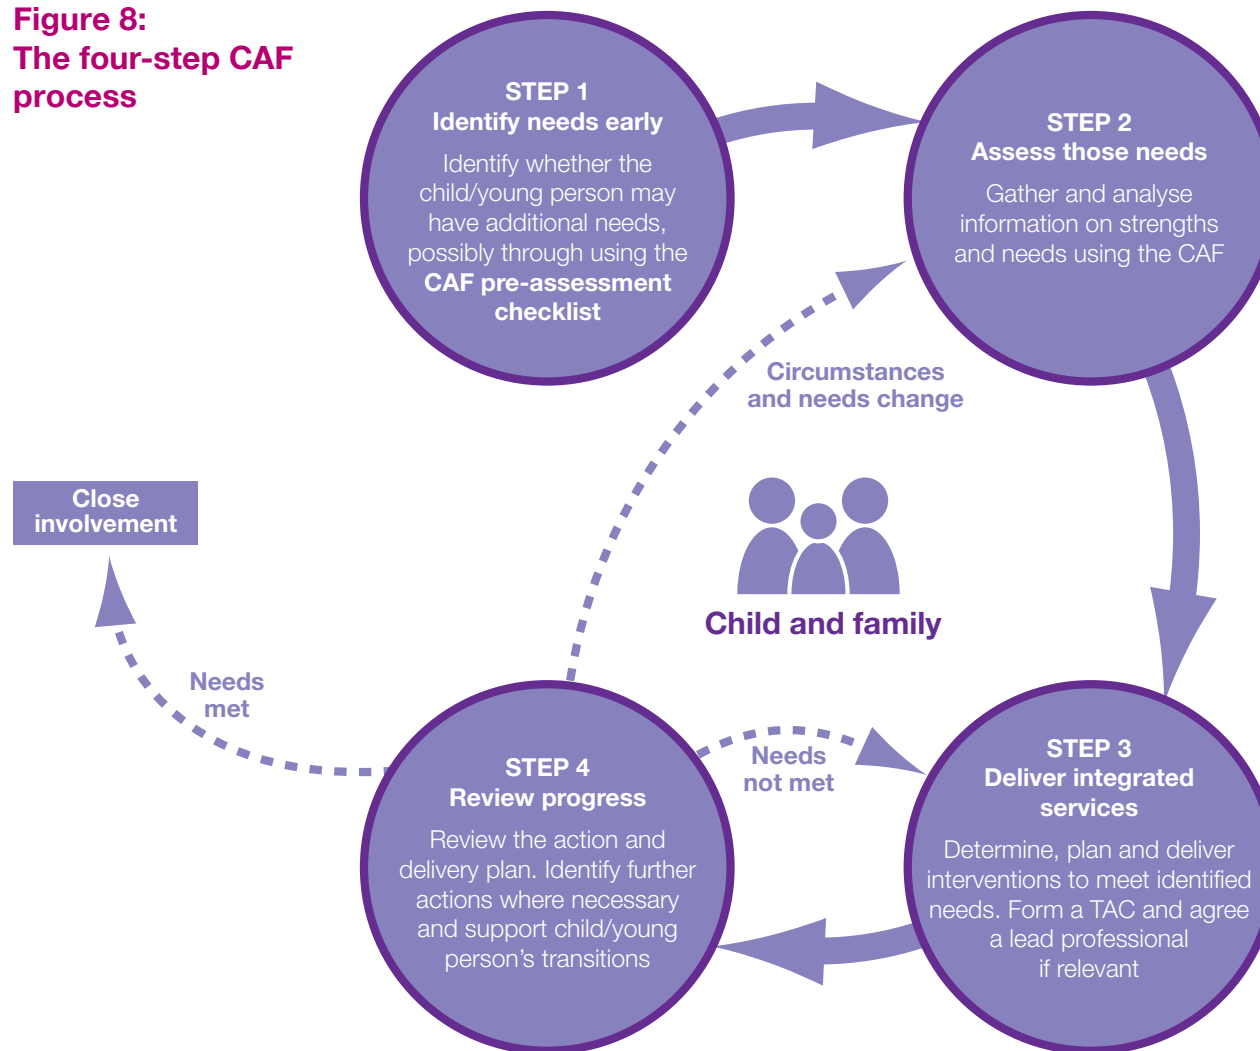 Figure 8:
The four-step CAF
process
STEP 1
Identify needs early
Identify whether the
child/young person may
have additional needs,
possibly through using the
CAF pre-assessment
checklist
STEP 2
Assess those needs
Gather and analyse
information on strengths
and needs using the CAF
Circumstances
and needs change
Close
involvement
Child and family
Needs
met
Needs
not met
STEP 3
Deliver integrated
services
Determine, plan and deliver
interventions to meet identified
needs. Form a TAC and agree
a lead professional
if relevant
STEP 4
Review progress
Review the action and
delivery plan. Identify further
actions where necessary
and support child/young
person’s transitions